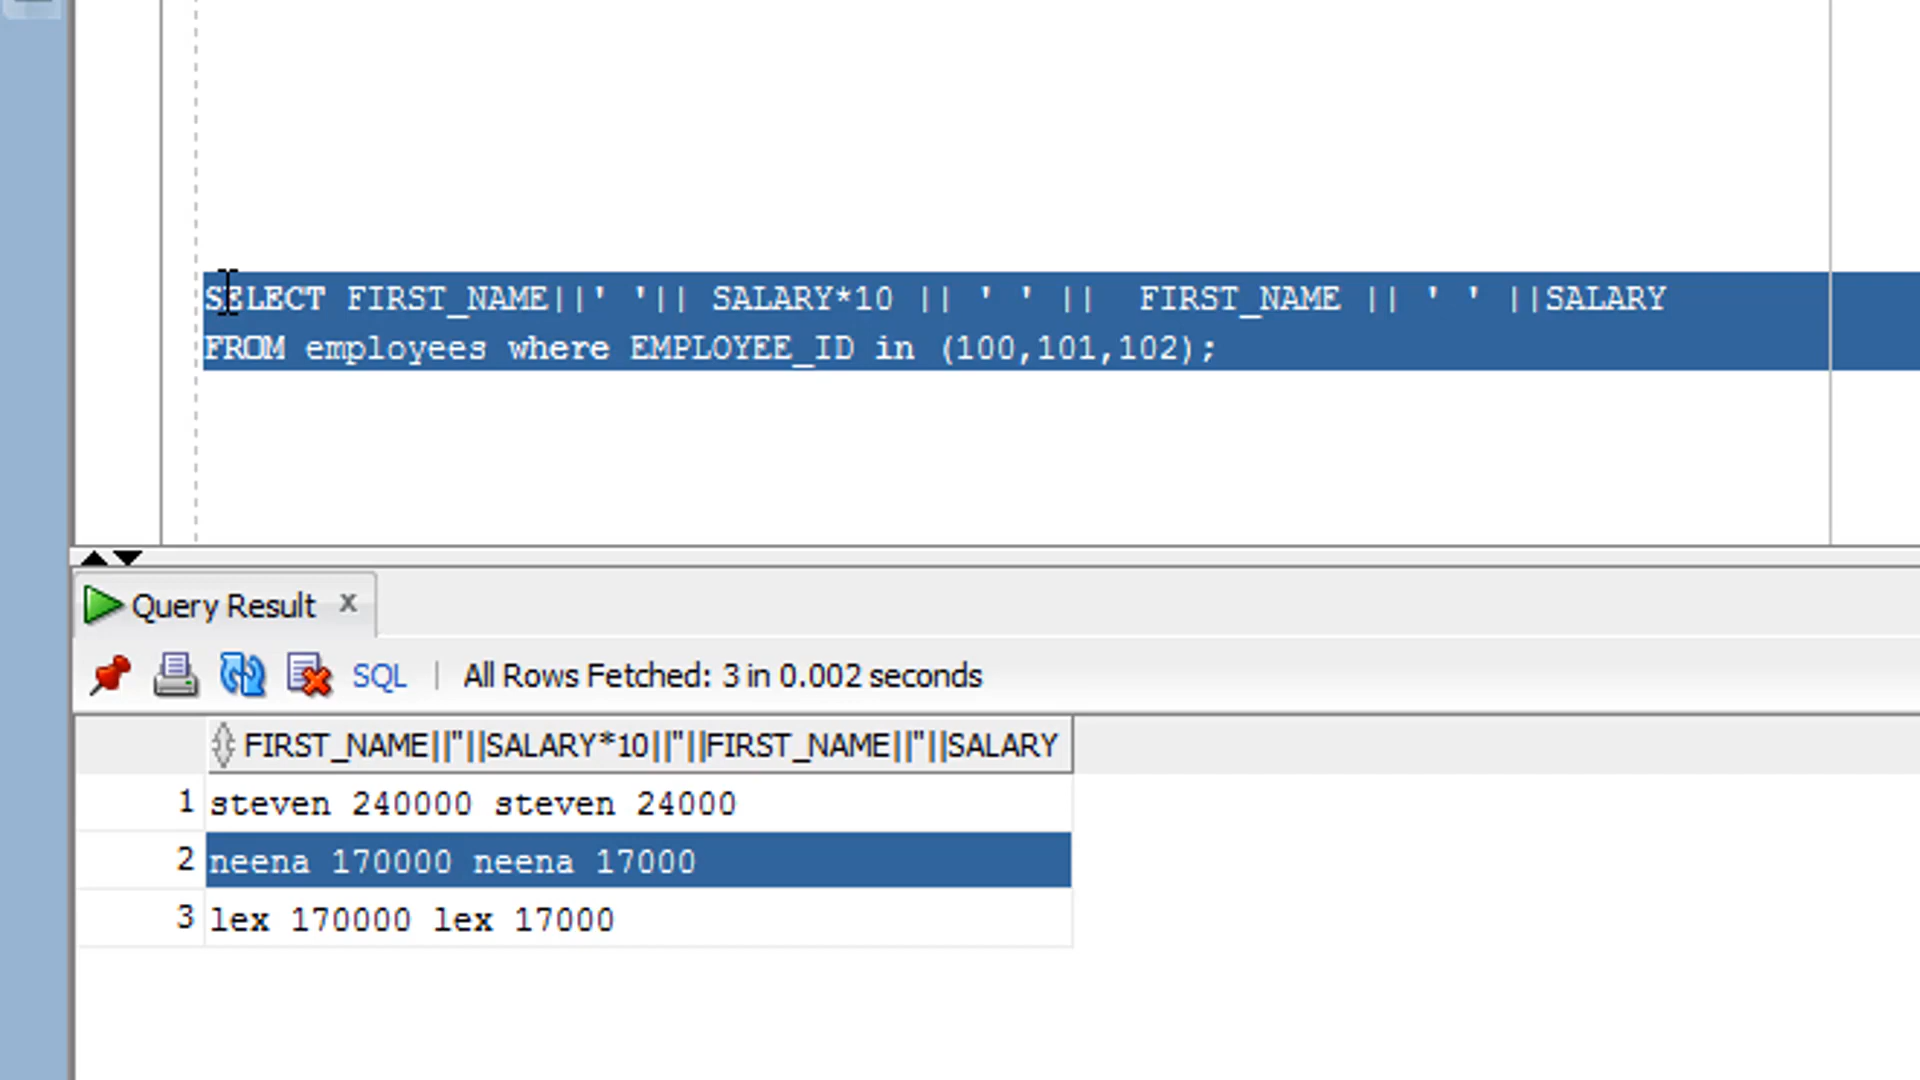 SELECT FIRST_NAME||' '|| SALARY*10 || ' ' ||  FIRST_NAME || ' ' ||SALARY
FROM employees where EMPLOYEE_ID in (100,101,102);
Query Result x
SQL | All Rows Fetched: 3 in 0.002 seconds
FIRST_NAME||''||SALARY*10||''||FIRST_NAME||''||SALARY
1 steven 240000 steven 24000
2 neena 170000 neena 17000
3 lex 170000 lex 17000